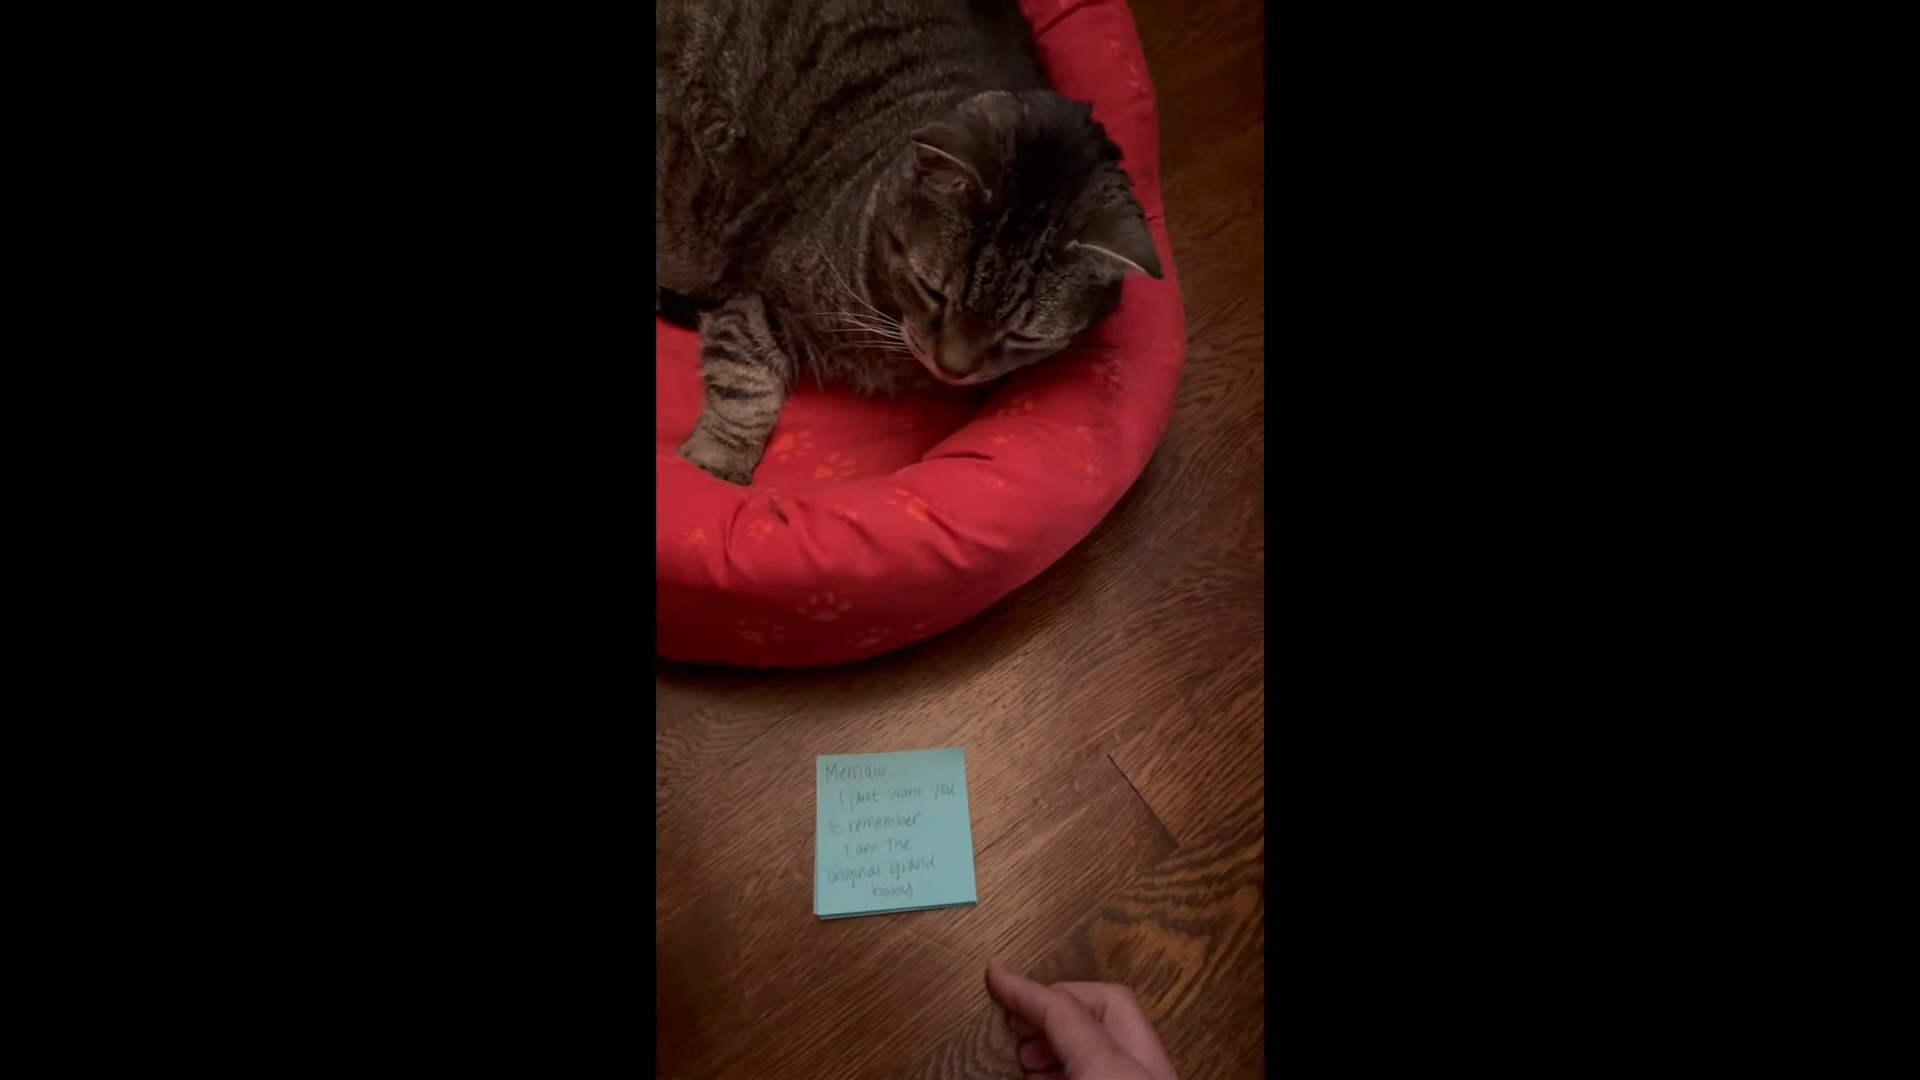 Memaw...
I just want you
to remember
I am the
original grand
baby